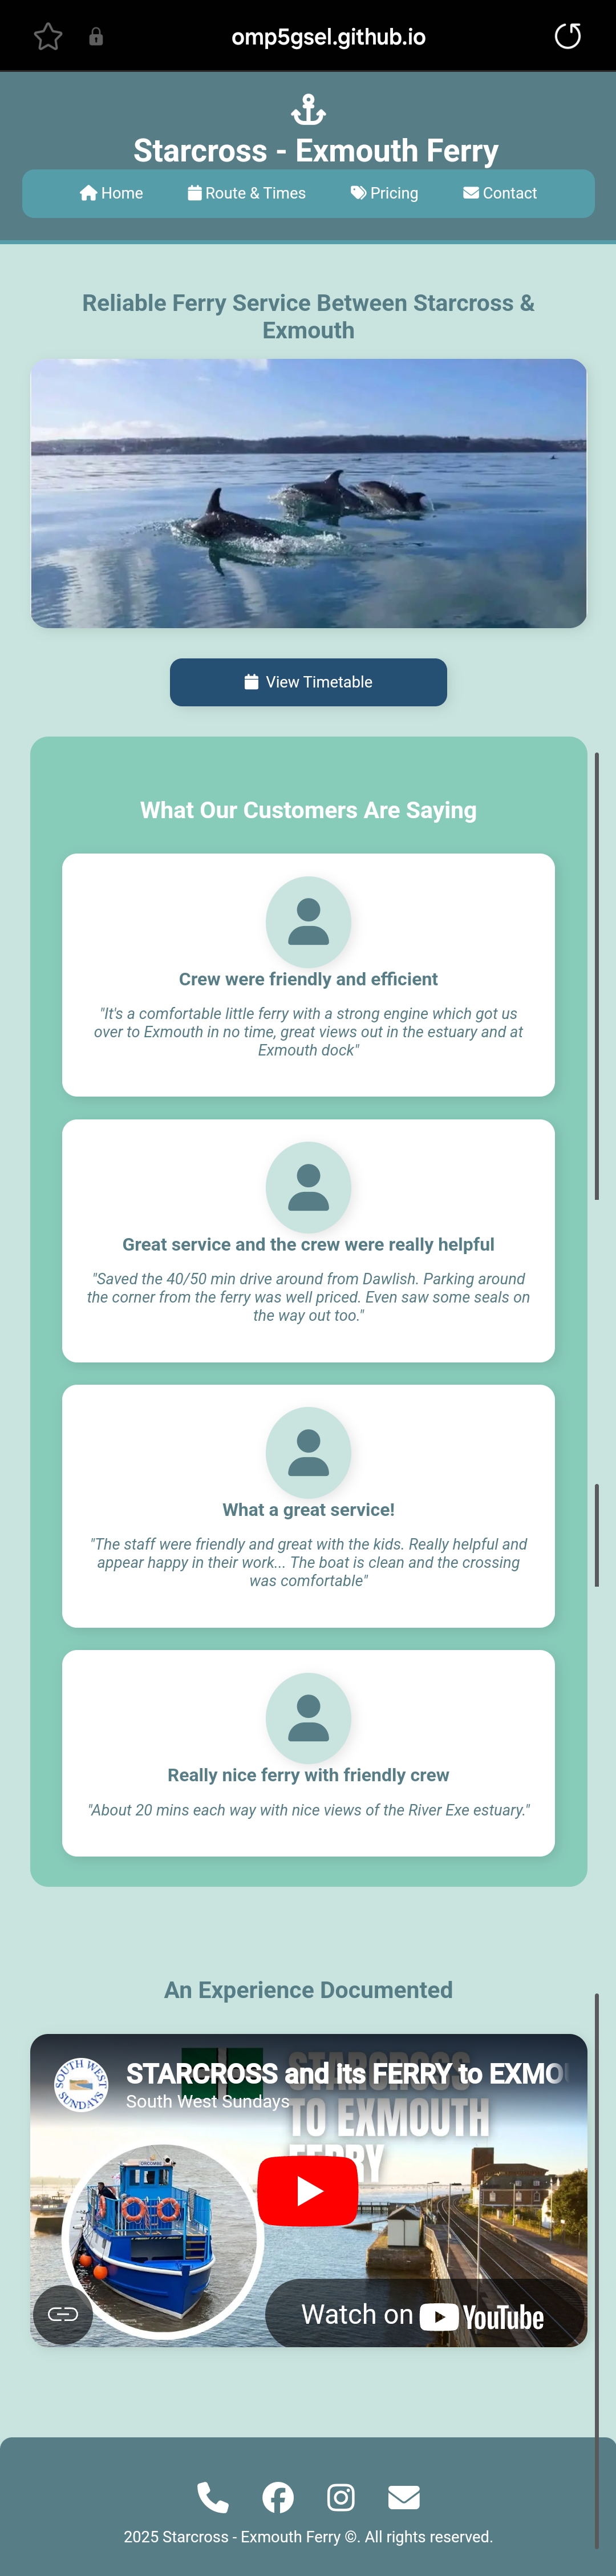 omp5gsel.github.io
Starcross - Exmouth Ferry
Home Route & Times Pricing Contact
Reliable Ferry Service Between Starcross &
Exmouth
View Timetable
What Our Customers Are Saying
Crew were friendly and efficient
"It's a comfortable little ferry with a strong engine which got us
over to Exmouth in no time, great views out in the estuary and at
Exmouth dock"
Great service and the crew were really helpful
"Saved the 40/50 min drive around from Dawlish. Parking around
the corner from the ferry was well priced. Even saw some seals on
the way out too."
What a great service!
"The staff were friendly and great with the kids. Really helpful and
appear happy in their work... The boat is clean and the crossing
was comfortable"
Really nice ferry with friendly crew
"About 20 mins each way with nice views of the River Exe estuary."
An Experience Documented
SOUTH WEST
SUNDAYS
STARCROSS and its FERRY to EXMOU
South West Sundays
STARCROSS
TO EXMOUTH
FERRY
Watch on YouTube
2025 Starcross - Exmouth Ferry ©. All rights reserved.